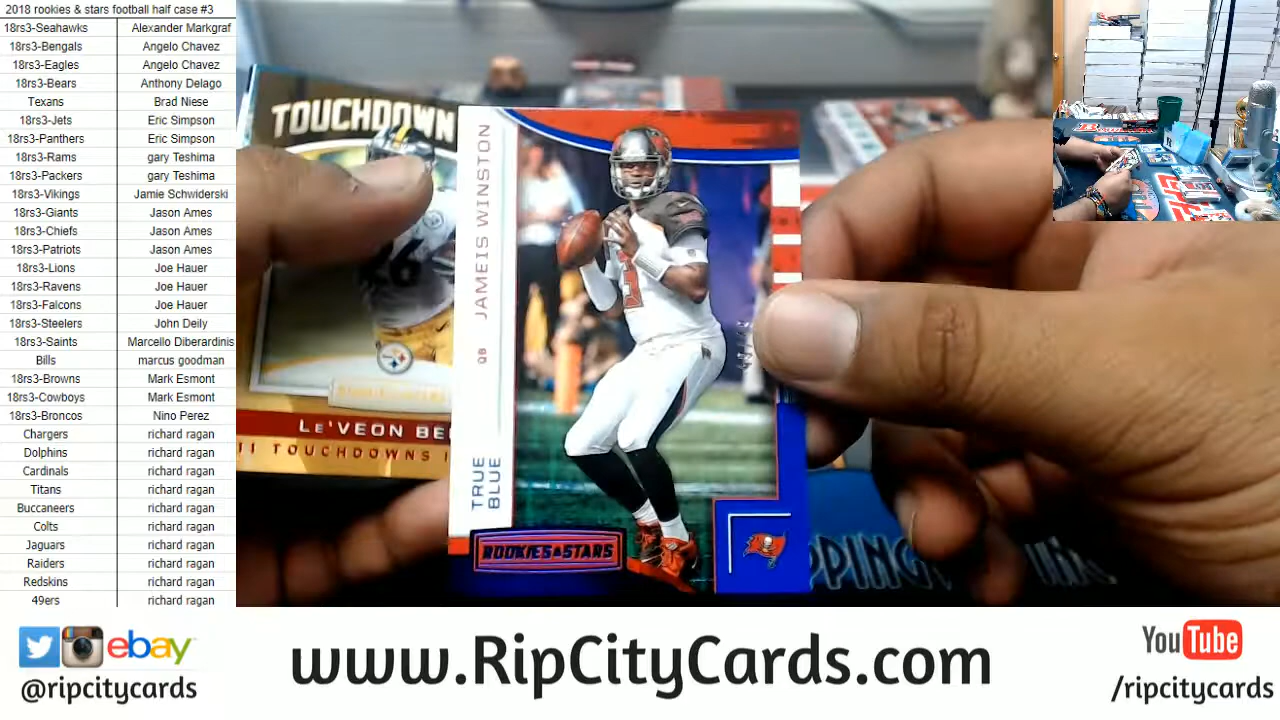 2018 rookies & stars football half case #3
18rs3-Seahawks Alexander Markgraf
18rs3-Bengals Angelo Chavez
18rs3-Eagles Angelo Chavez
18rs3-Bears Anthony Delago
Texans Brad Niese
18rs3-Jets Eric Simpson
18rs3-Panthers Eric Simpson
18rs3-Rams gary Teshima
18rs3-Packers gary Teshima
18rs3-Vikings Jamie Schwiderski
18rs3-Giants Jason Ames
18rs3-Chiefs Jason Ames
18rs3-Patriots Jason Ames
18rs3-Lions Joe Hauer
18rs3-Ravens Joe Hauer
18rs3-Falcons Joe Hauer
18rs3-Steelers John Deily
18rs3-Saints Marcello Diberardinis
Bills marcus goodman
18rs3-Browns Mark Esmont
18rs3-Cowboys Mark Esmont
18rs3-Broncos Nino Perez
Chargers richard ragan
Dolphins richard ragan
Cardinals richard ragan
Titans richard ragan
Buccaneers richard ragan
Colts richard ragan
Jaguars richard ragan
Raiders richard ragan
Redskins richard ragan
49ers richard ragan
TOUCHDOWN
LE'VEON BE
TOUCHDOWNS
QB JAMEIS WINSTON
TRUE
BLUE
ROOKIES & STARS
3
PPING
ebay
@ripcitycards
www.RipCityCards.com
YouTube
/ripcitycards